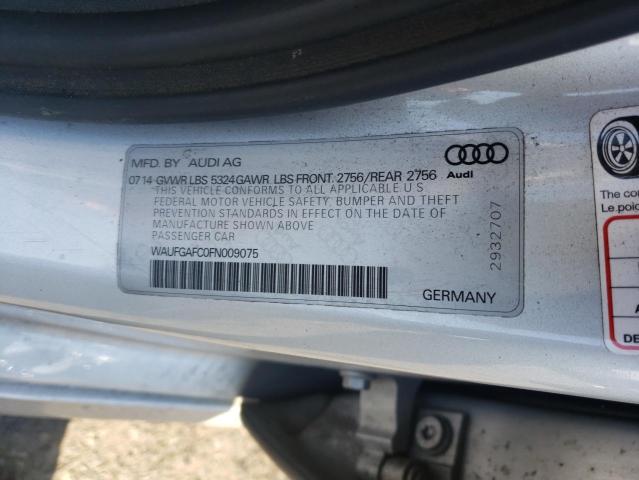 MFD. BY AUDI AG
Audi
07 14 GVWR LBS 5324 GAWR LBS FRONT. 2756/REAR 2756
THIS VEHICLE CONFORMS TO ALL APPLICABLE U S
FEDERAL MOTOR VEHICLE SAFETY, BUMPER AND THEFT
PREVENTION STANDARDS IN EFFECT ON THE DATE OF
MANUFACTURE SHOWN ABOVE
PASSENGER CAR
WAUFGAFC0FN009075
2932707
GERMANY
The co
Le poid
A
DE